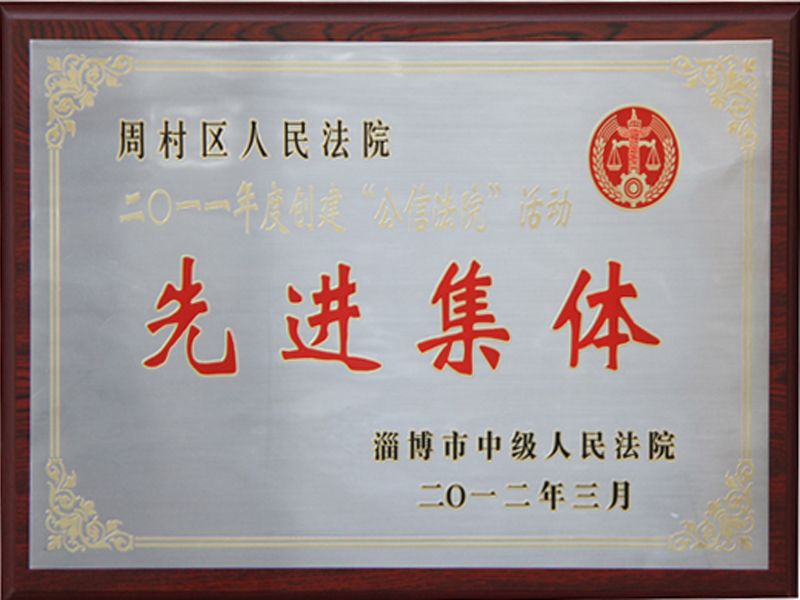 周村区人民法院
二〇一一年度创建“公信法院”活动
先进集体
淄博市中级人民法院
二〇一二年三月